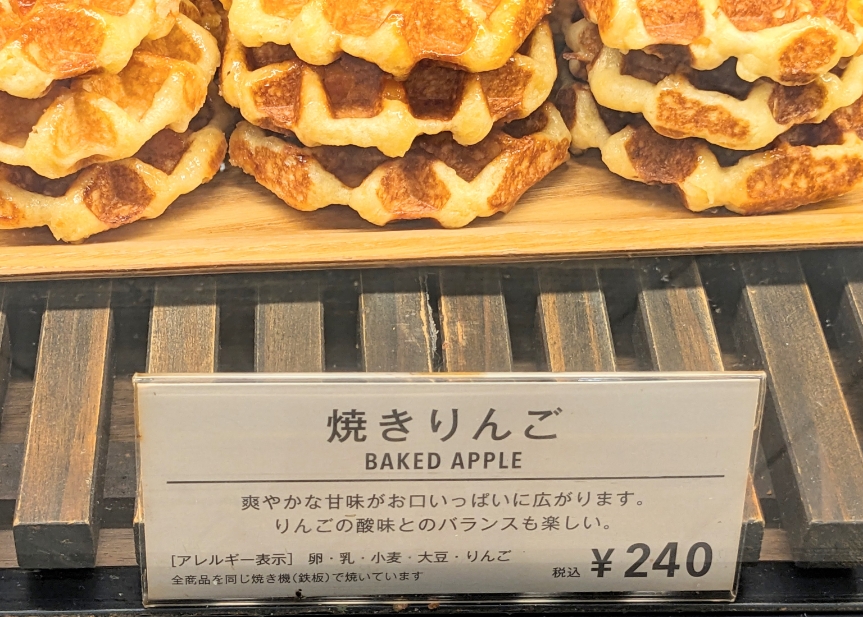 焼きりんご
BAKED APPLE
爽やかな甘味がお口いっぱいに広がります。
りんごの酸味とのバランスも楽しい。
[アレルギー表示] 卵・乳・小麦・大豆・りんご
全商品を同じ焼き機(鉄板)で焼いています
税込 ¥240